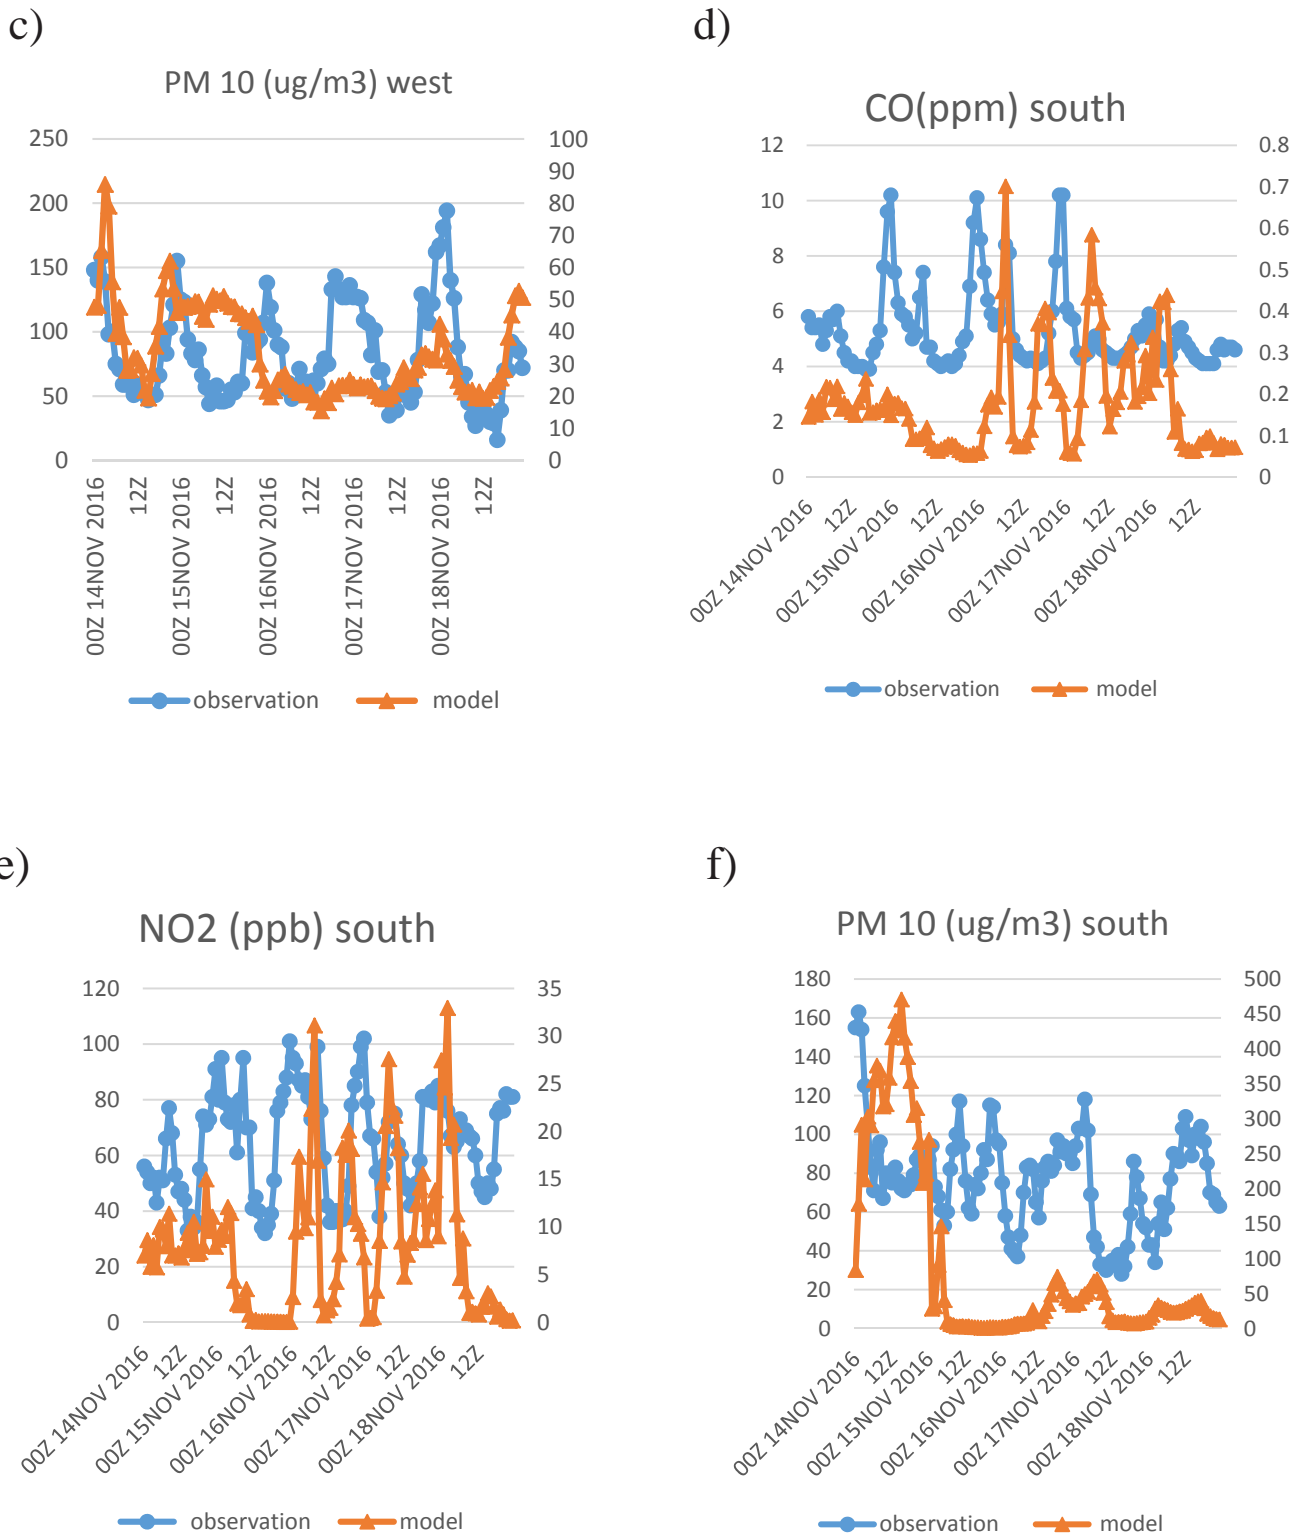 c)
PM 10 (ug/m3) west
250
200
150
100
50
0
100
90
80
70
60
50
40
30
20
10
0
00Z 14NOV 2016
12Z
00Z 15NOV 2016
12Z
00Z 16NOV 2016
12Z
00Z 17NOV 2016
12Z
00Z 18NOV 2016
12Z
observation model
d)
CO(ppm) south
12
10
8
6
4
2
0
0.8
0.7
0.6
0.5
0.4
0.3
0.2
0.1
0
00Z 14NOV 2016
12Z
00Z 15NOV 2016
12Z
00Z 16NOV 2016
12Z
00Z 17NOV 2016
12Z
00Z 18NOV 2016
12Z
observation model
e)
NO2 (ppb) south
120
100
80
60
40
20
0
35
30
25
20
15
10
5
0
00Z 14NOV 2016
12Z
00Z 15NOV 2016
12Z
00Z 16NOV 2016
12Z
00Z 17NOV 2016
12Z
00Z 18NOV 2016
12Z
observation model
f)
PM 10 (ug/m3) south
180
160
140
120
100
80
60
40
20
0
500
450
400
350
300
250
200
150
100
50
0
00Z 14NOV 2016
12Z
00Z 15NOV 2016
12Z
00Z 16NOV 2016
12Z
00Z 17NOV 2016
12Z
00Z 18NOV 2016
12Z
observation model